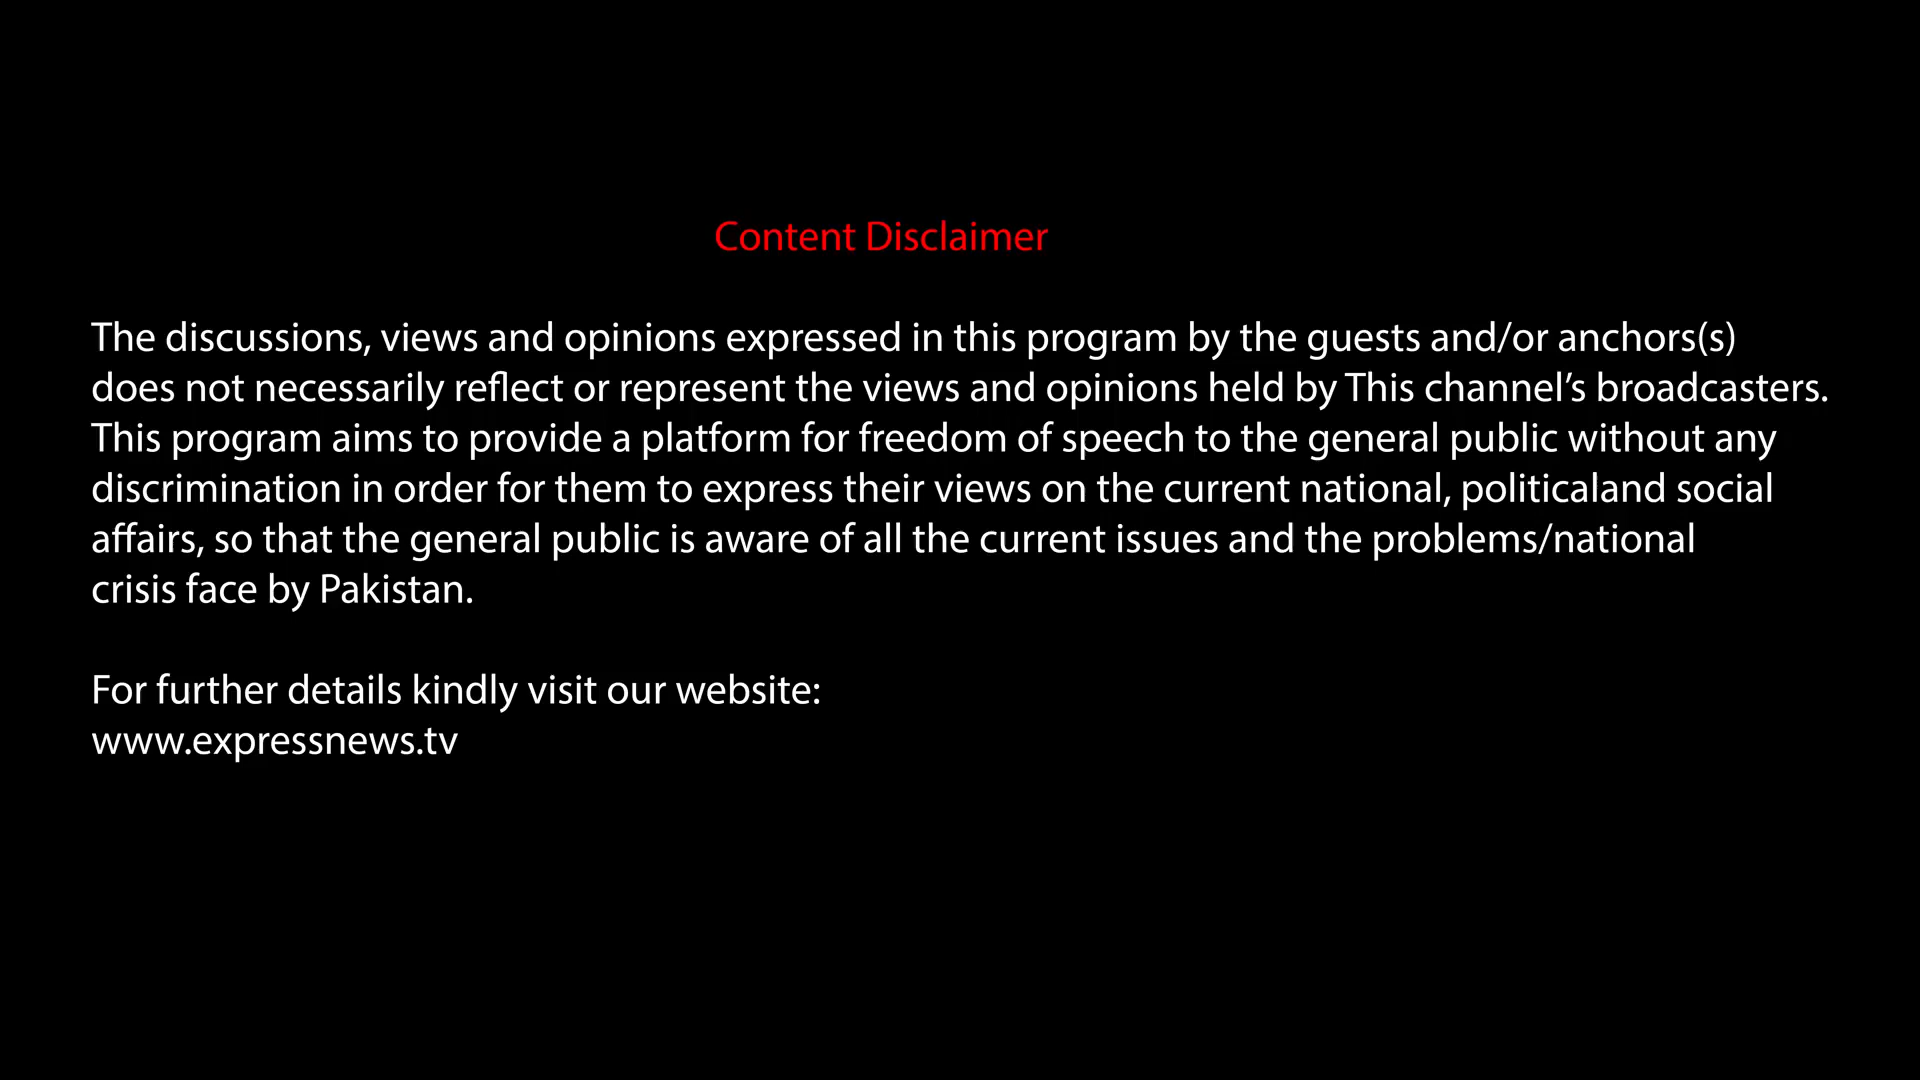 Content Disclaimer
The discussions, views and opinions expressed in this program by the guests and/or anchors(s)
does not necessarily reflect or represent the views and opinions held by This channel’s broadcasters.
This program aims to provide a platform for freedom of speech to the general public without any
discrimination in order for them to express their views on the current national, politicaland social
affairs, so that the general public is aware of all the current issues and the problems/national
crisis face by Pakistan.
For further details kindly visit our website:
www.expressnews.tv